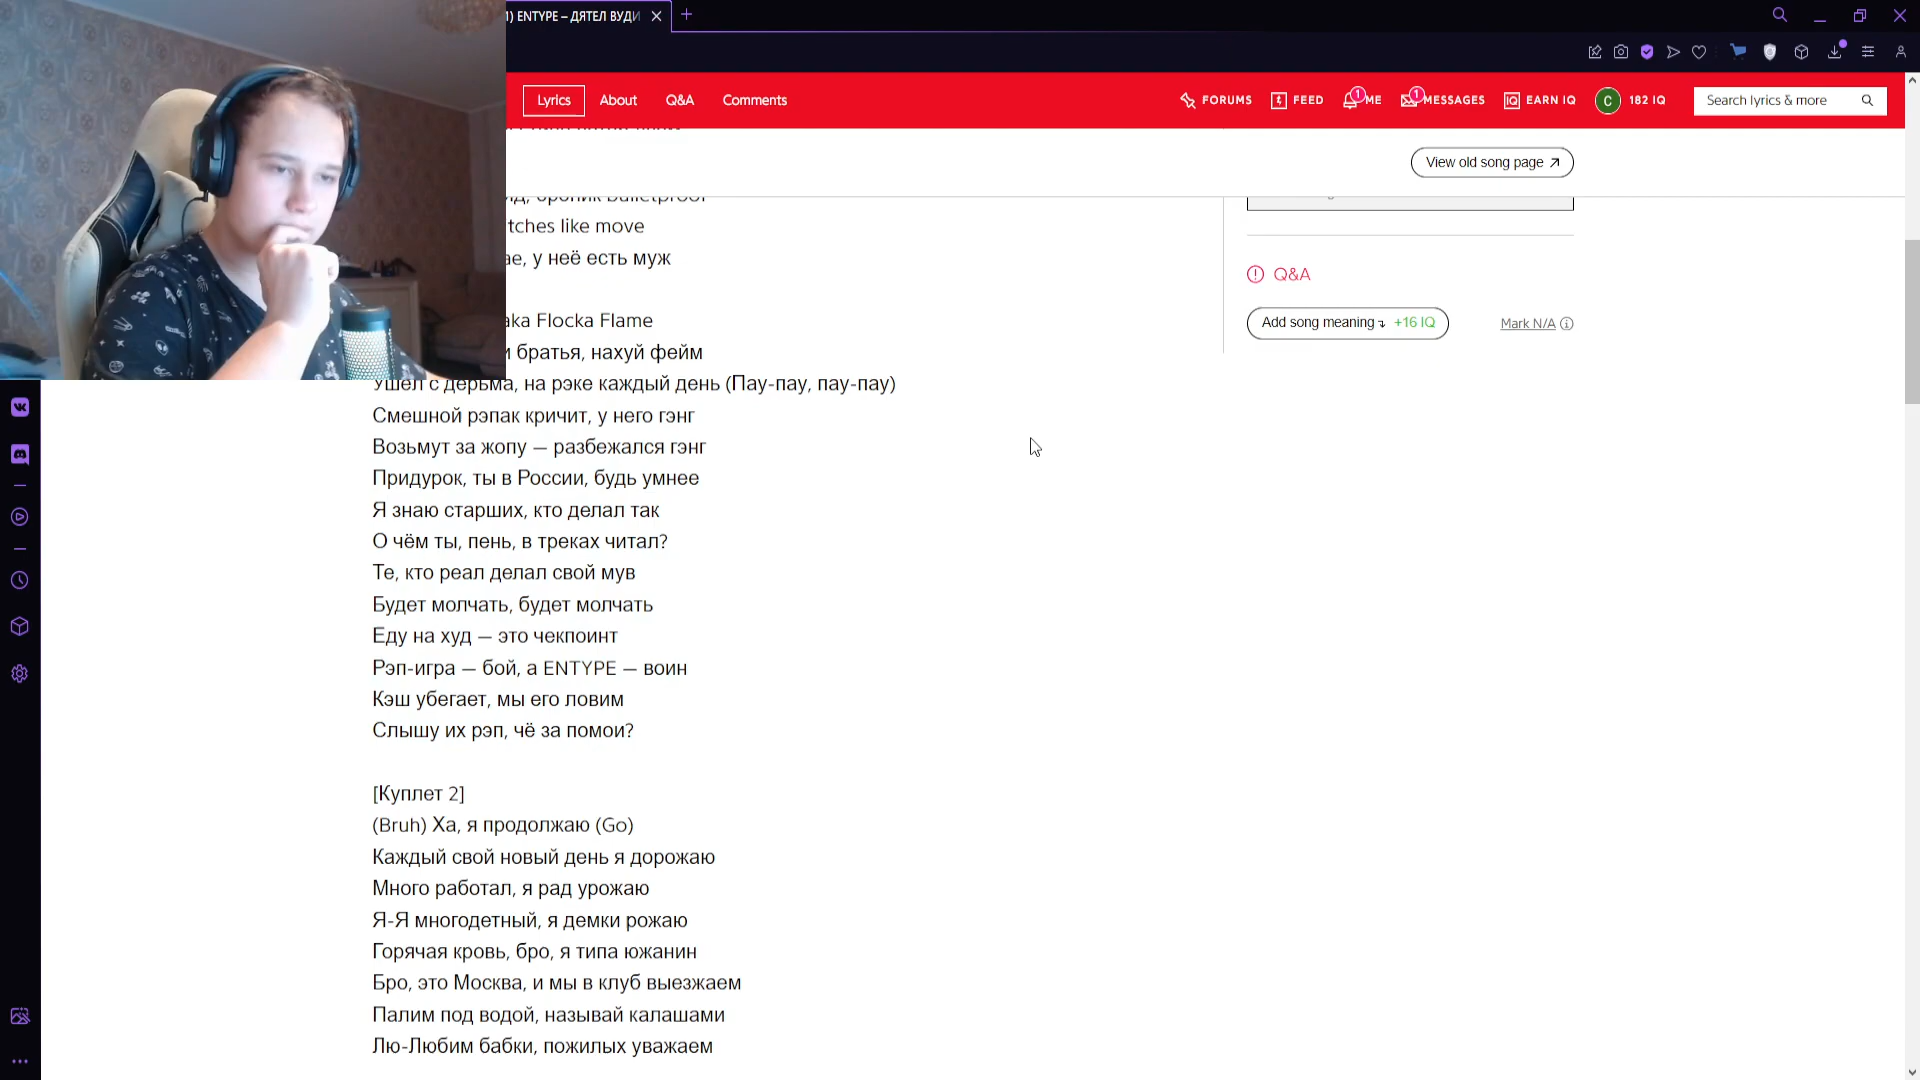 ) ENTYPE – ДЯТЕЛ ВУДИ
Lyrics About Q&A Comments
FORUMS FEED 1 ME 1 MESSAGES EARN IQ C 182 IQ Search lyrics & more
View old song page
bulletproof
tches like move
ае, у неё есть муж
Q&A
aka Flocka Flame
Add song meaning +16 IQ Mark N/A
и братья, нахуй фейм
Ушёл с дерьма, на рэке каждый день (Пау-пау, пау-пау)
Смешной рэпак кричит, у него гэнг
Возьмут за жопу — разбежался гэнг
Придурок, ты в России, будь умнее
Я знаю старших, кто делал так
О чём ты, пень, в треках читал?
Те, кто реал делал свой мув
Будет молчать, будет молчать
Еду на худ — это чекпоинт
Рэп-игра — бой, а ENTYPE — воин
Кэш убегает, мы его ловим
Слышу их рэп, чё за помои?
[Куплет 2]
(Bruh) Ха, я продолжаю (Go)
Каждый свой новый день я дорожаю
Много работал, я рад урожаю
Я-Я многодетный, я демки рожаю
Горячая кровь, бро, я типа южанин
Бро, это Москва, и мы в клуб выезжаем
Палим под водой, называй калашами
Лю-Любим бабки, пожилых уважаем